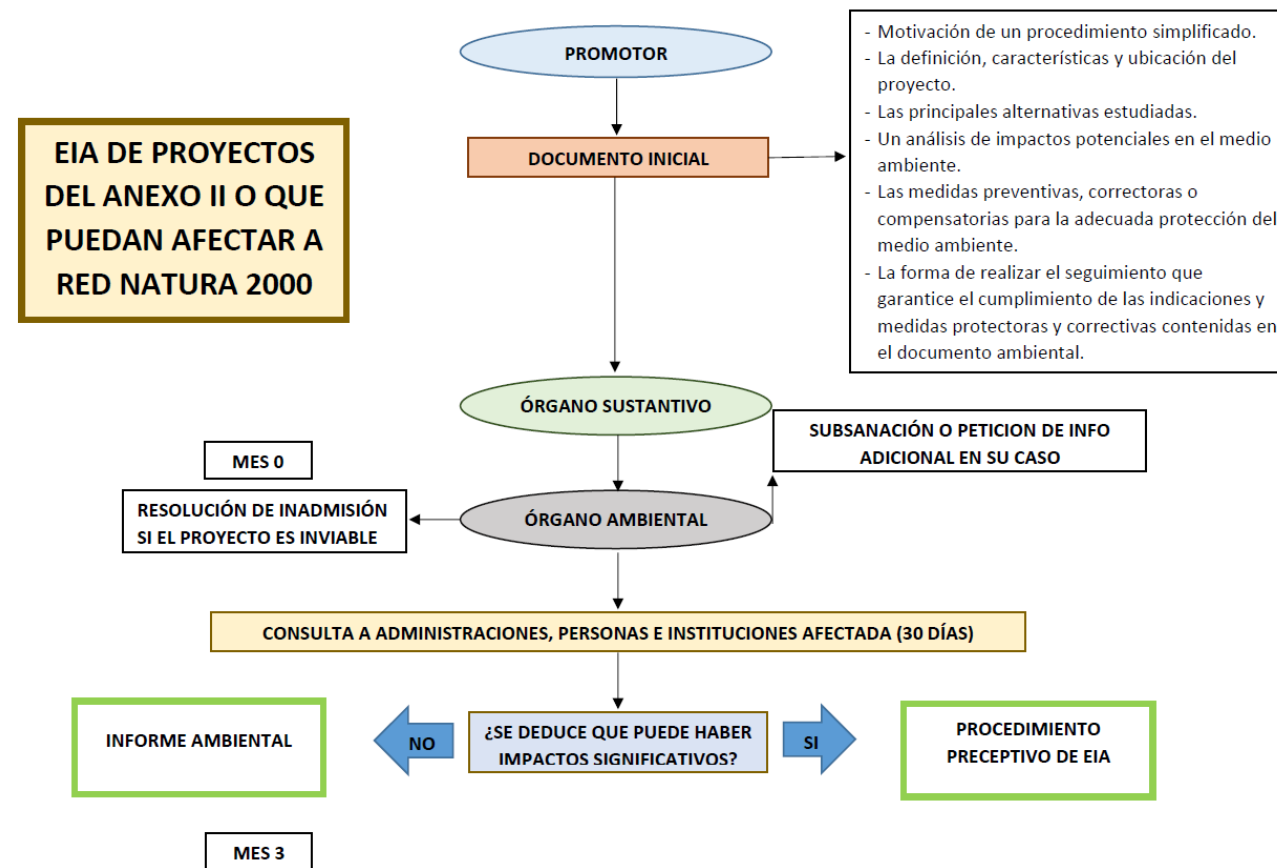 PROMOTOR
- Motivación de un procedimiento simplificado.
- La definición, características y ubicación del
proyecto.
- Las principales alternativas estudiadas.
- Un análisis de impactos potenciales en el medio
ambiente.
- Las medidas preventivas, correctoras o
compensatorias para la adecuada protección del
medio ambiente.
- La forma de realizar el seguimiento que
garantice el cumplimiento de las indicaciones y
medidas protectoras y correctivas contenidas en
el documento ambiental.
EIA DE PROYECTOS
DEL ANEXO II O QUE
PUEDAN AFECTAR A
RED NATURA 2000
DOCUMENTO INICIAL
ÓRGANO SUSTANTIVO
SUBSANACIÓN O PETICION DE INFO
ADICIONAL EN SU CASO
MES 0
RESOLUCIÓN DE INADMISIÓN
SI EL PROYECTO ES INVIABLE
ÓRGANO AMBIENTAL
CONSULTA A ADMINISTRACIONES, PERSONAS E INSTITUCIONES AFECTADA (30 DÍAS)
INFORME AMBIENTAL
NO
¿SE DEDUCE QUE PUEDE HABER
IMPACTOS SIGNIFICATIVOS?
SI
PROCEDIMIENTO
PRECEPTIVO DE EIA
MES 3